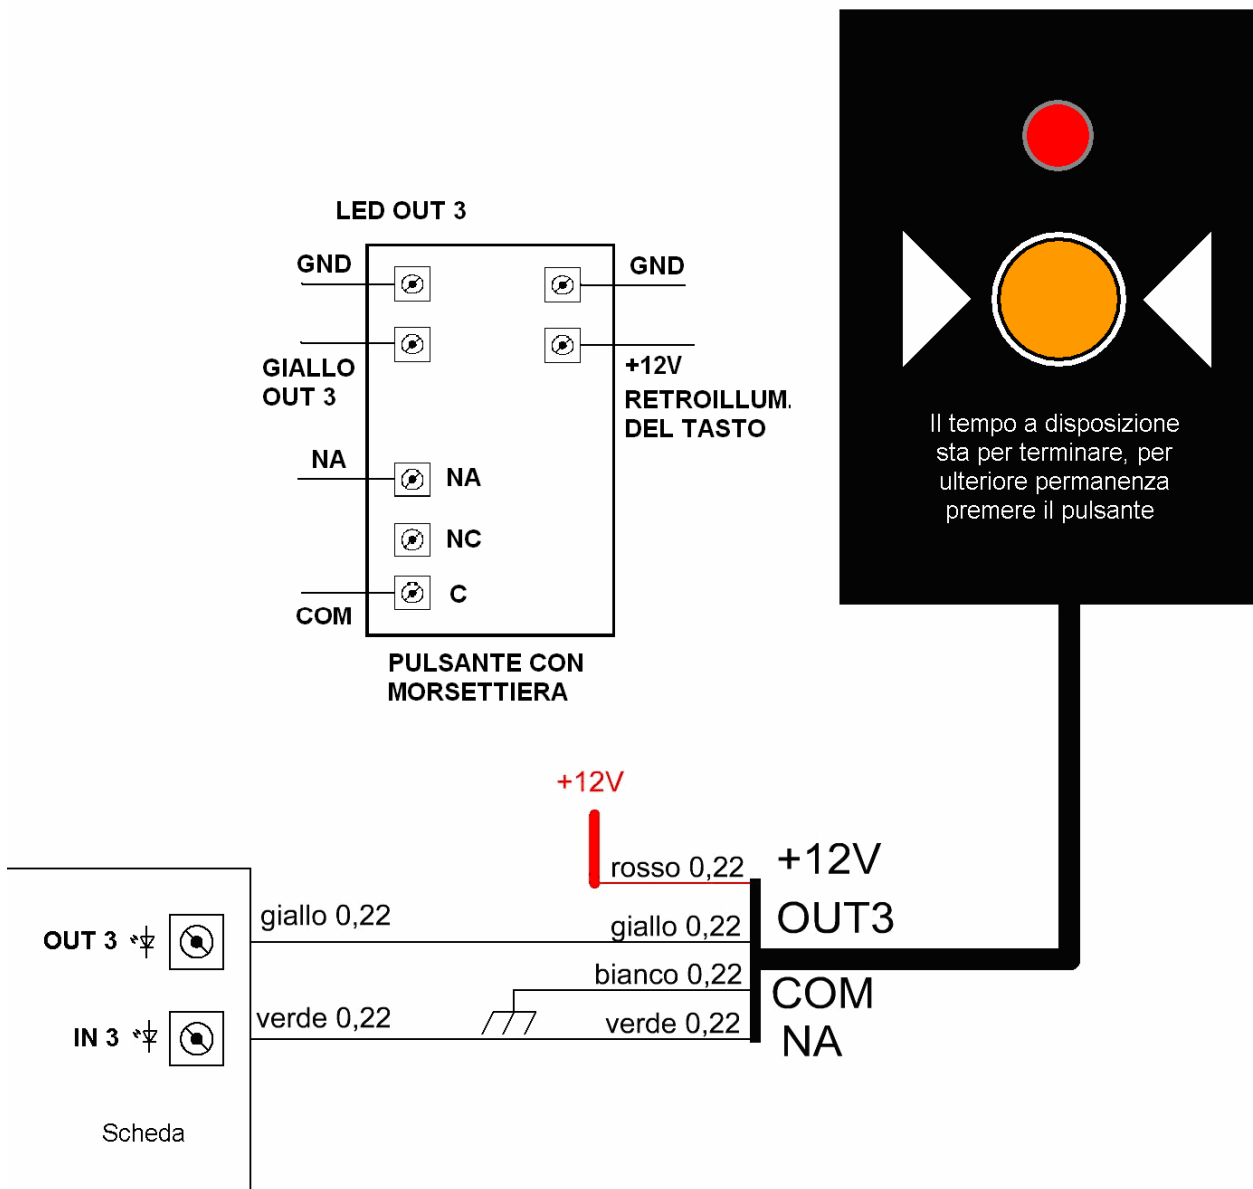 LED OUT 3
GND
GND
GIALLO
OUT 3
+12V
RETROILLUM.
DEL TASTO
NA
NA
NC
C
COM
PULSANTE CON
MORSETTIERA
Il tempo a disposizione
sta per terminare, per
ulteriore permanenza
premere il pulsante
+12V
rosso 0,22
+12V
OUT 3
giallo 0,22
giallo 0,22
OUT3
bianco 0,22
COM
IN 3
verde 0,22
verde 0,22
NA
Scheda